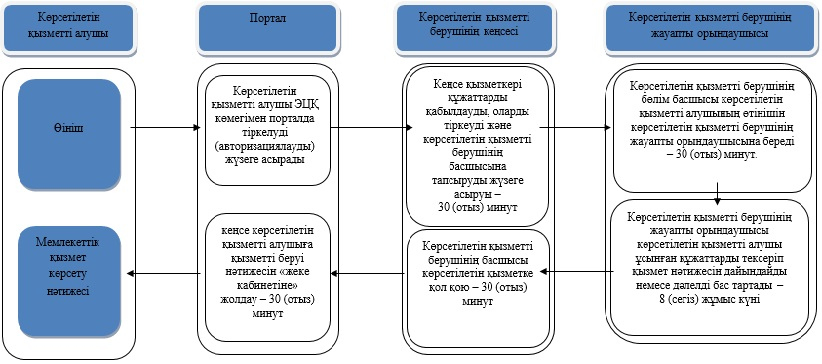 Көрсетілетін
қызметті алушы
Портал
Көрсетілетін қызметті
берушінің кеңсесі
Көрсетілетін қызметті берушінің
жауапты орындаушысы
Өініш
Көрсетілетін
қызметті алушы ЭЦҚ
көмегімен порталда
тіркелуді
(авторизациялауды)
жүзеге асырады
Кеңсе қызметкері
құжаттарды
қабылдауды, оларды
тіркеуді және
көрсетілетін қызметті
берушінің
басшысына
тапсыруды жүзеге
асыруы –
30 (отыз) минут
Көрсетілетін қызметті берушінің
бөлім басшысы көрсетілетін
қызметті алушының өтінішін
көрсетілетін қызметті берушінің
жауапты орындаушысына береді
– 30 (отыз) минут.
Мемлекеттік
қызмет
көрсету
нәтижесі
кеңсе көрсетілетін
қызметті алушыға
қызметті беруі
нәтижесін «жеке
кабинетіне»
жолдау – 30 (отыз)
минут
Көрсетілетін қызметті
берушінің басшысы
көрсетілетін қызметке
қол қою – 30 (отыз)
минут
Көрсетілетін қызметті берушінің
жауапты орындаушысы
көрсетілетін қызметті алушы
ұсынған құжаттарды тексеріп
қызмет нәтижесін дайындайды
немесе дәлелді бас тартады –
8 (сегіз) жұмыс күні